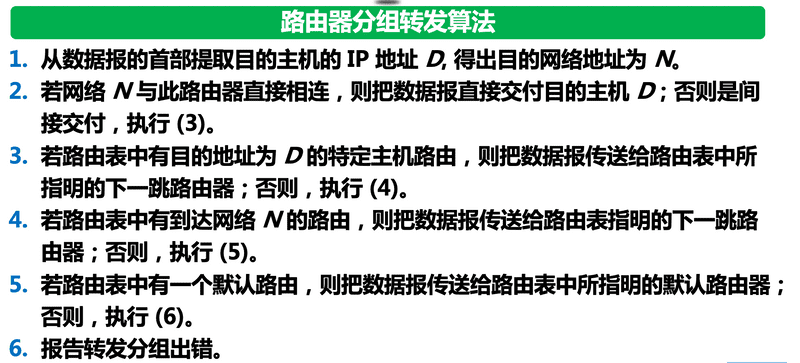 路由器分组转发算法
1. 从数据报的首部提取目的主机的 IP 地址 D, 得出目的网络地址为 N。
2. 若网络 N 与此路由器直接相连，则把数据报直接交付目的主机 D；否则是间
接交付，执行 (3)。
3. 若路由表中有目的地址为 D 的特定主机路由，则把数据报传送给路由表中所
指明的下一跳路由器；否则，执行 (4)。
4. 若路由表中有到达网络 N 的路由，则把数据报传送给路由表指明的下一跳路
由器；否则，执行 (5)。
5. 若路由表中有一个默认路由，则把数据报传送给路由表中所指明的默认路由器；
否则，执行 (6)。
6. 报告转发分组出错。